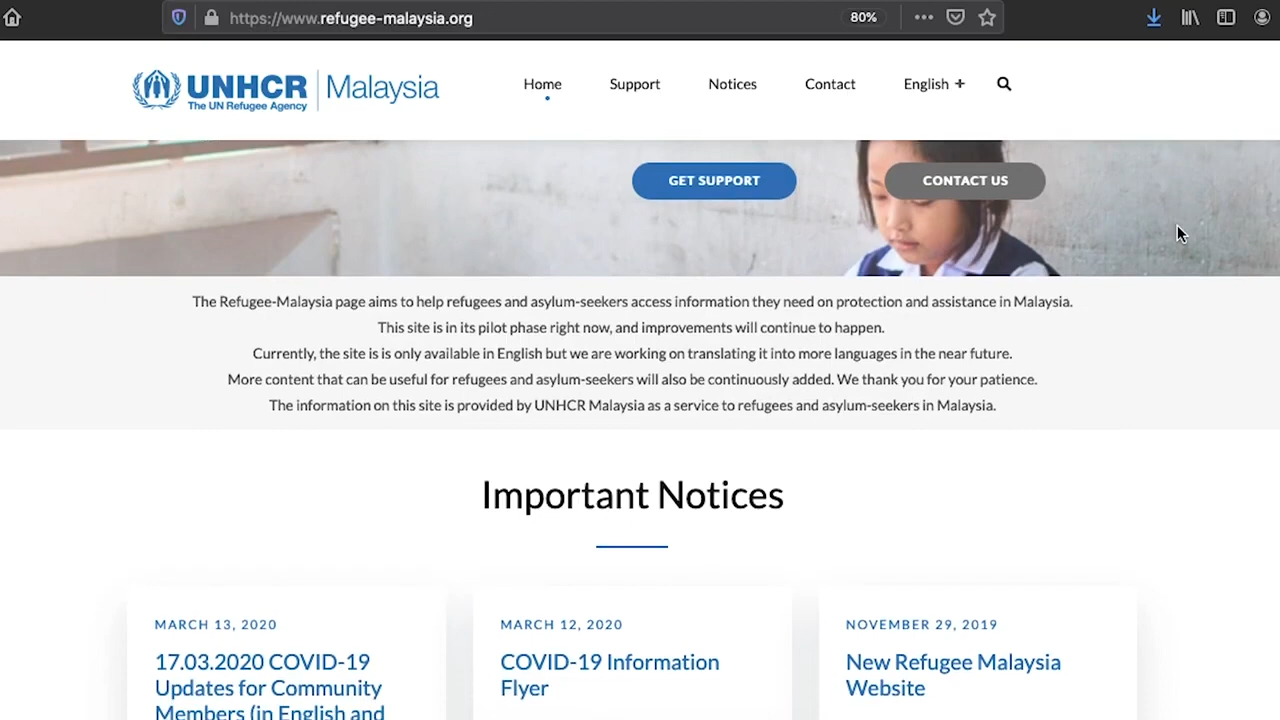 https://www.refugee-malaysia.org
80%
UNHCR
The UN Refugee Agency
Malaysia
Home
Support
Notices
Contact
English +
GET SUPPORT
CONTACT US
The Refugee-Malaysia page aims to help refugees and asylum-seekers access information they need on protection and assistance in Malaysia.
This site is in its pilot phase right now, and improvements will continue to happen.
Currently, the site is is only available in English but we are working on translating it into more languages in the near future.
More content that can be useful for refugees and asylum-seekers will also be continuously added. We thank you for your patience.
The information on this site is provided by UNHCR Malaysia as a service to refugees and asylum-seekers in Malaysia.
Important Notices
MARCH 13, 2020
17.03.2020 COVID-19
Updates for Community
Members (in English and
MARCH 12, 2020
COVID-19 Information
Flyer
NOVEMBER 29, 2019
New Refugee Malaysia
Website